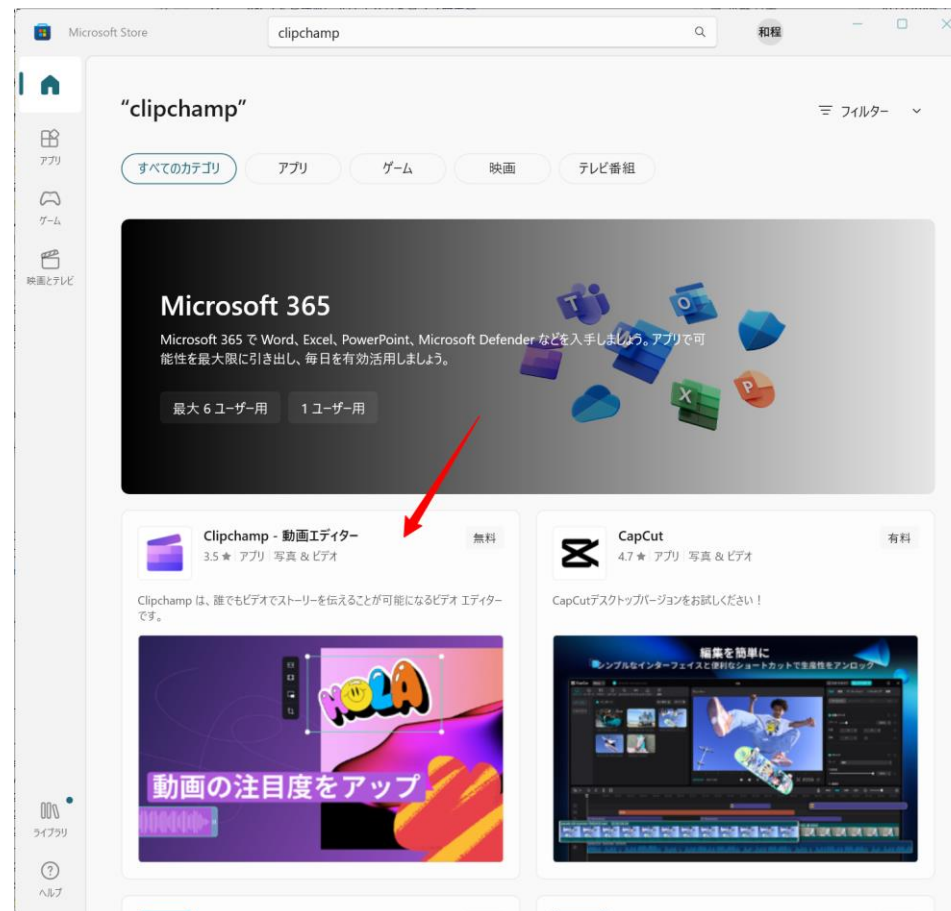 Microsoft Store
clipchamp
和程
"clipchamp"
フィルター
すべてのカテゴリ
アプリ
ゲーム
映画
テレビ番組
アプリ
ゲーム
映画とテレビ
Microsoft 365
Microsoft 365 で Word、Excel、PowerPoint、Microsoft Defender などを入手しましょう。アプリで可
能性を最大限に引き出し、毎日を有効活用しましょう。
最大 6 ユーザー用
1 ユーザー用
Clipchamp - 動画エディター
無料
3.5 ★ アプリ 写真 & ビデオ
Clipchamp は、誰でもビデオでストーリーを伝えることが可能になるビデオ エディター
です。
HOLA
動画の注目度をアップ
CapCut
有料
4.7 ★ アプリ 写真 & ビデオ
CapCutデスクトップバージョンをお試しください！
編集を簡単に
シンプルなインターフェイスと便利なショートカットで生産性をアンロック
ライブラリ
ヘルプ